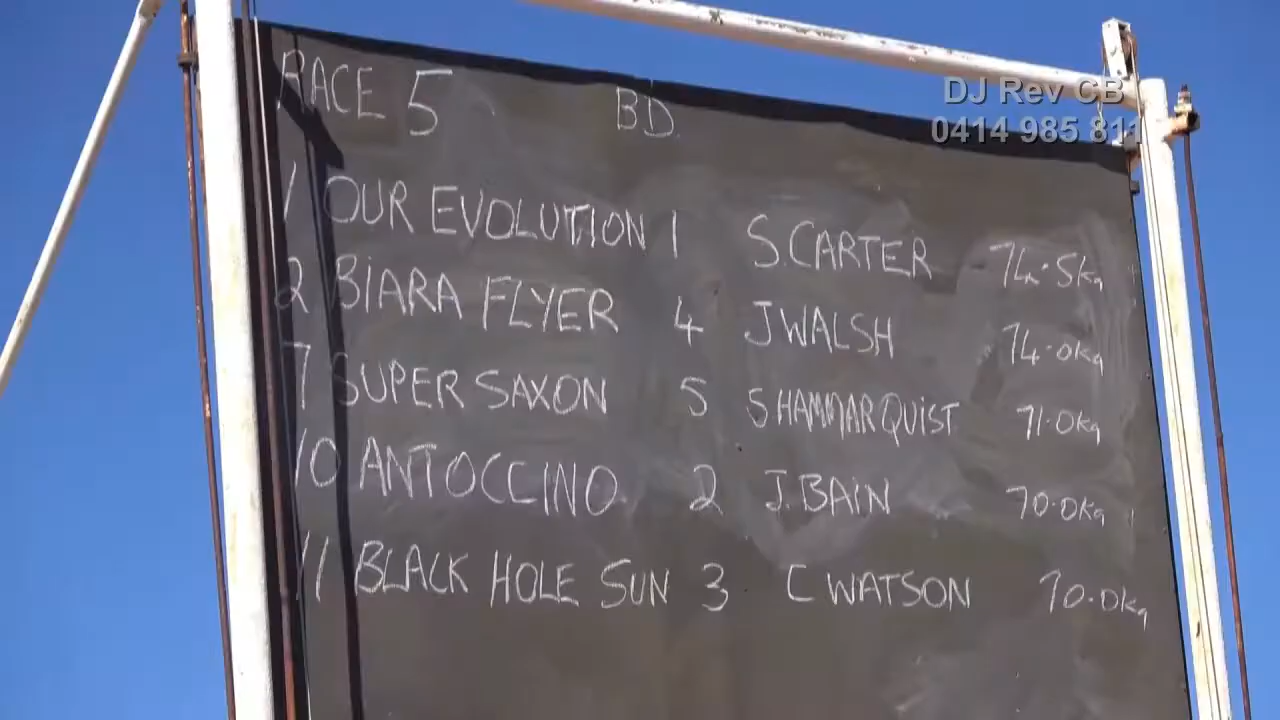 DJ Rev CB
0414 985 811
RACE 5 BD.
1 OUR EVOLUTION 1 S.CARTER 74.5kg
2 BIARA FLYER 4 J WALSH 74.0kg
7 SUPER SAXON 5 S HAMMARQUIST 71.0kg
10 ANTOCCINO 2 J.BAIN 70.0kg
11 BLACK HOLE SUN 3 C WATSON 70.0kg